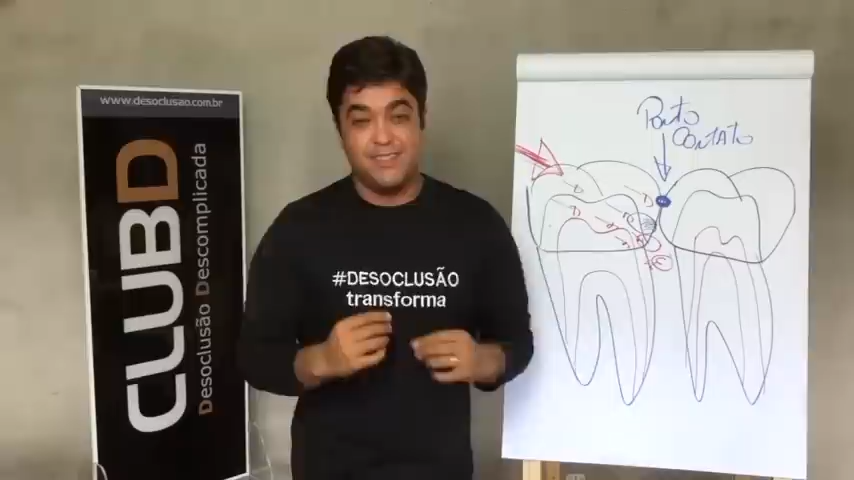 www.desoclusao.com.br
CLUBD
Desoclusão Descomplicada
#DESOCLUSÃO
transforma
Ponto
Contato